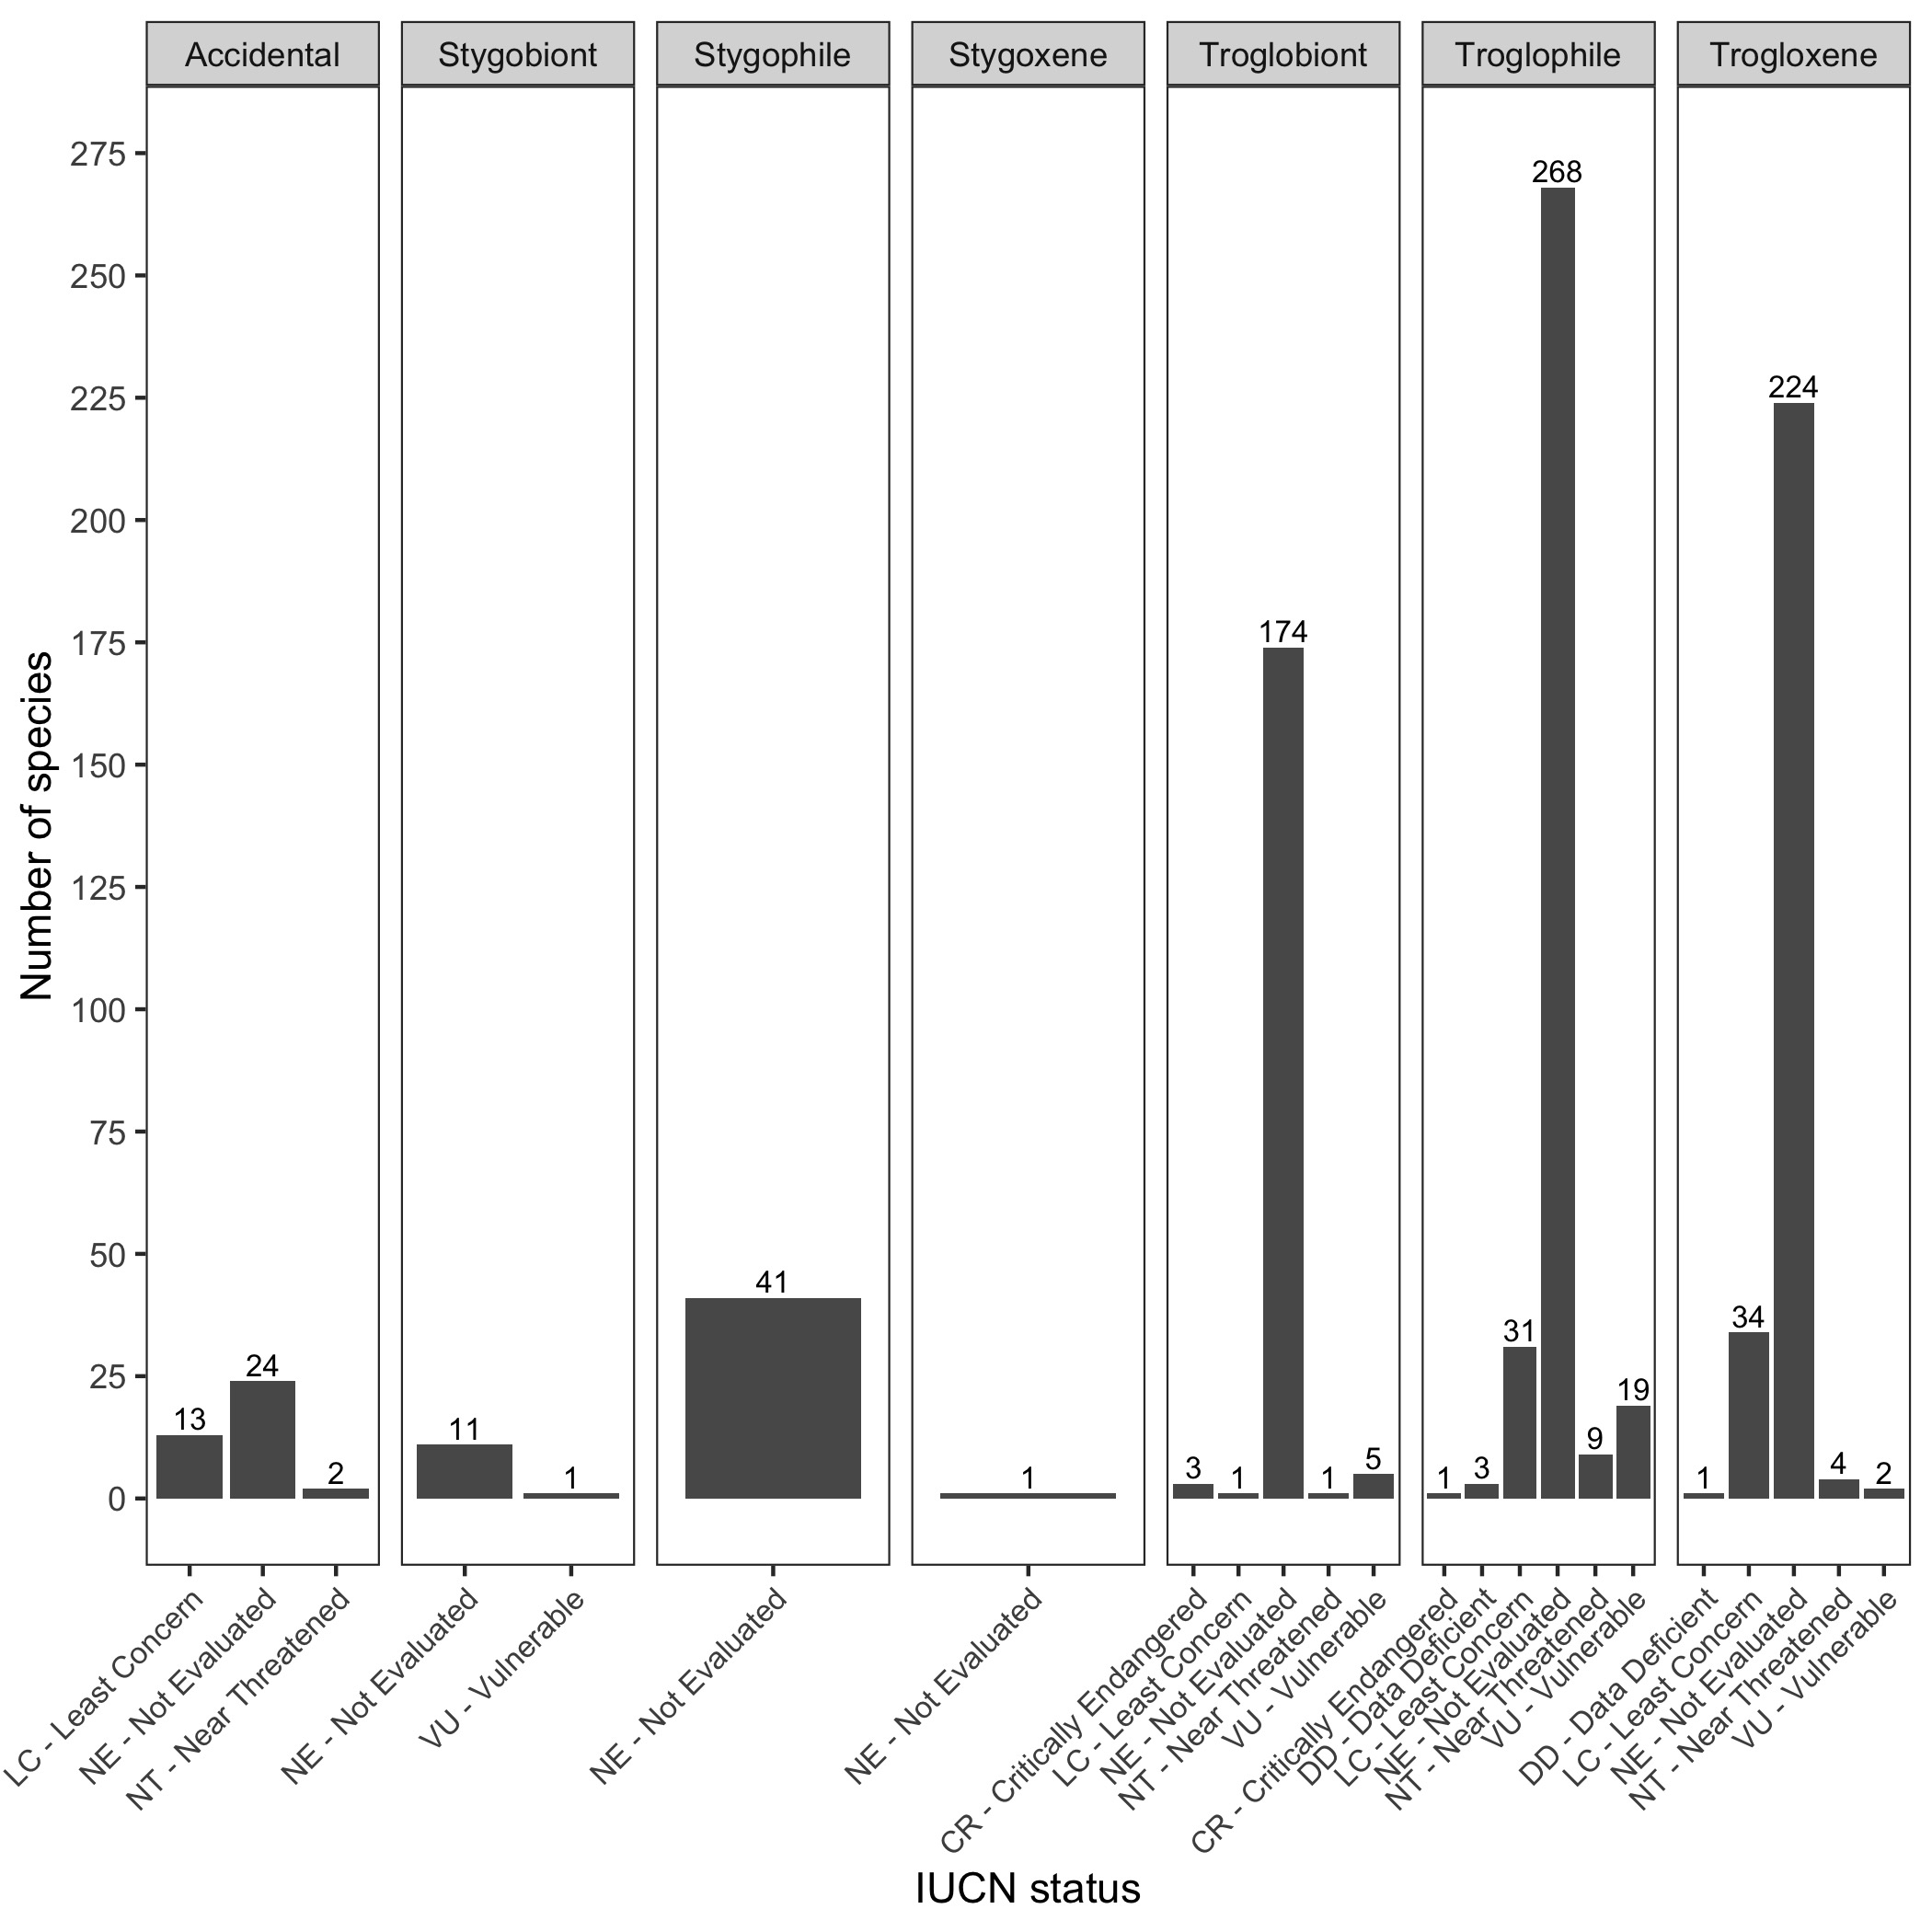 Accidental
Stygobiont
Stygophile
Stygoxene
Troglobiont
Troglophile
Trogloxene
Number of species
275
250
225
200
175
150
125
100
75
50
25
0
13
24
2
11
1
41
1
3
1
174
1
5
1
3
31
268
9
19
1
34
224
4
2
LC - Least Concern
NE - Not Evaluated
NT - Near Threatened
NE - Not Evaluated
VU - Vulnerable
NE - Not Evaluated
NE - Not Evaluated
CR - Critically Endangered
LC - Least Concern
NE - Not Evaluated
NT - Near Threatened
VU - Vulnerable
CR - Critically Endangered
DD - Data Deficient
LC - Least Concern
NE - Not Evaluated
NT - Near Threatened
VU - Vulnerable
DD - Data Deficient
LC - Least Concern
NE - Not Evaluated
NT - Near Threatened
VU - Vulnerable
IUCN status